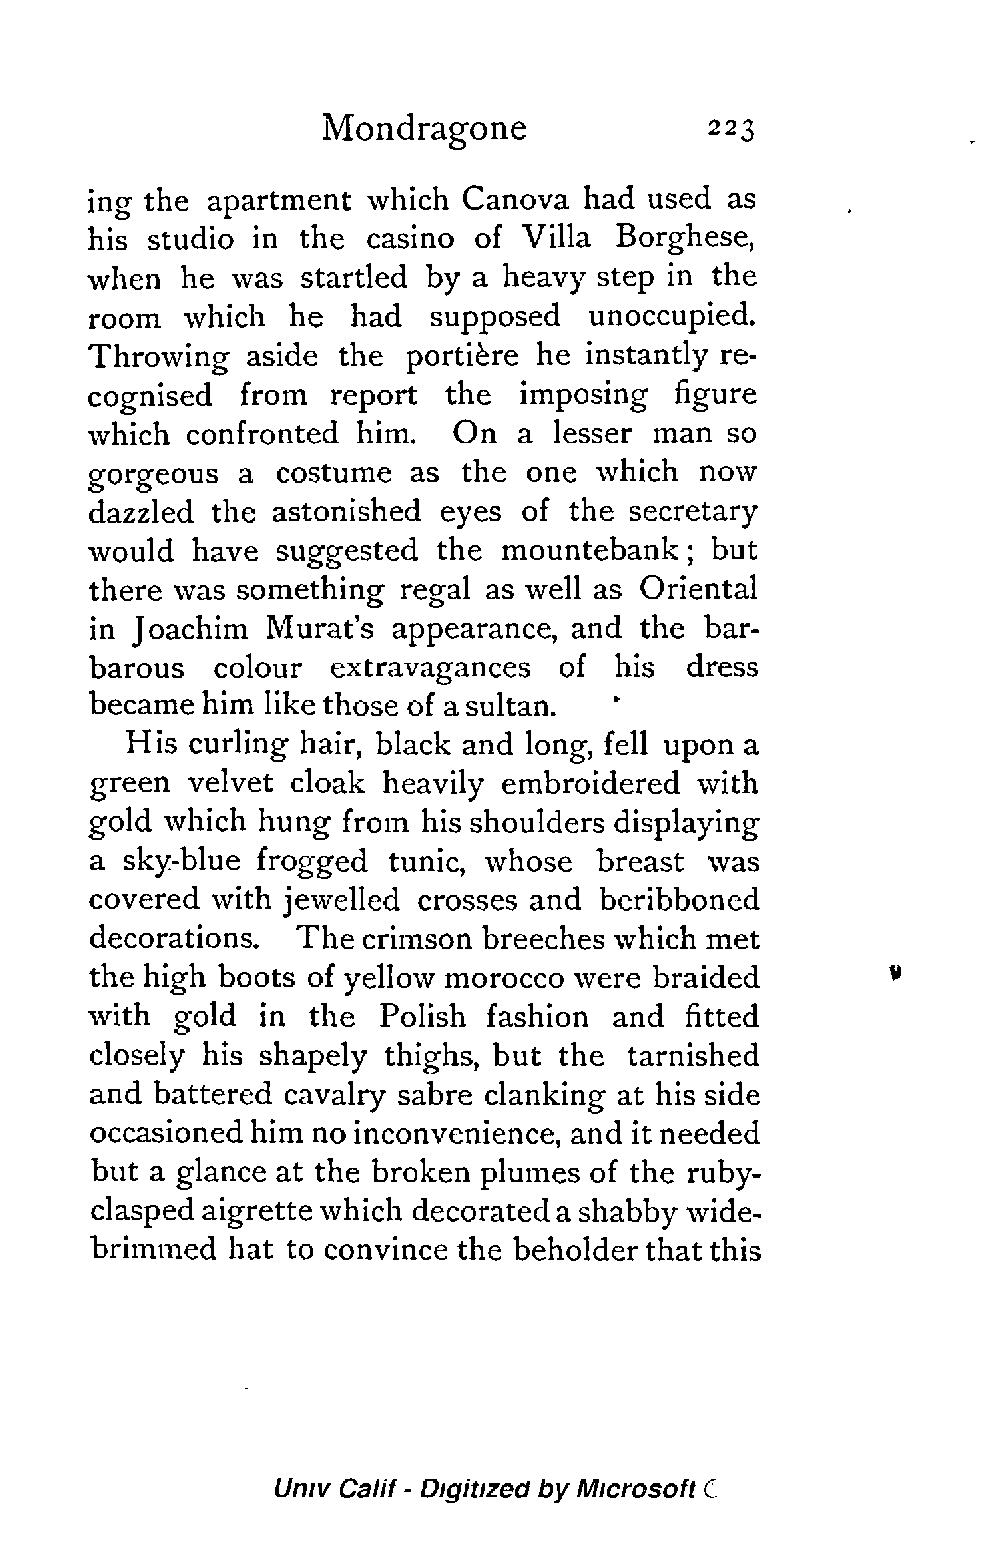 Mondragone 223
ing the apartment which Canova had used as
his studio in the casino of Villa Borghese,
when he was startled by a heavy step in the
room which he had supposed unoccupied.
Throwing aside the portière he instantly re-
cognised from report the imposing figure
which confronted him. On a lesser man so
gorgeous a costume as the one which now
dazzled the astonished eyes of the secretary
would have suggested the mountebank; but
there was something regal as well as Oriental
in Joachim Murat's appearance, and the bar-
barous colour extravagances of his dress
became him like those of a sultan.
His curling hair, black and long, fell upon a
green velvet cloak heavily embroidered with
gold which hung from his shoulders displaying
a sky-blue frogged tunic, whose breast was
covered with jewelled crosses and beribboned
decorations. The crimson breeches which met
the high boots of yellow morocco were braided
with gold in the Polish fashion and fitted
closely his shapely thighs, but the tarnished
and battered cavalry sabre clanking at his side
occasioned him no inconvenience, and it needed
but a glance at the broken plumes of the ruby-
clasped aigrette which decorated a shabby wide-
brimmed hat to convince the beholder that this
Univ Calif - Digitized by Microsoft